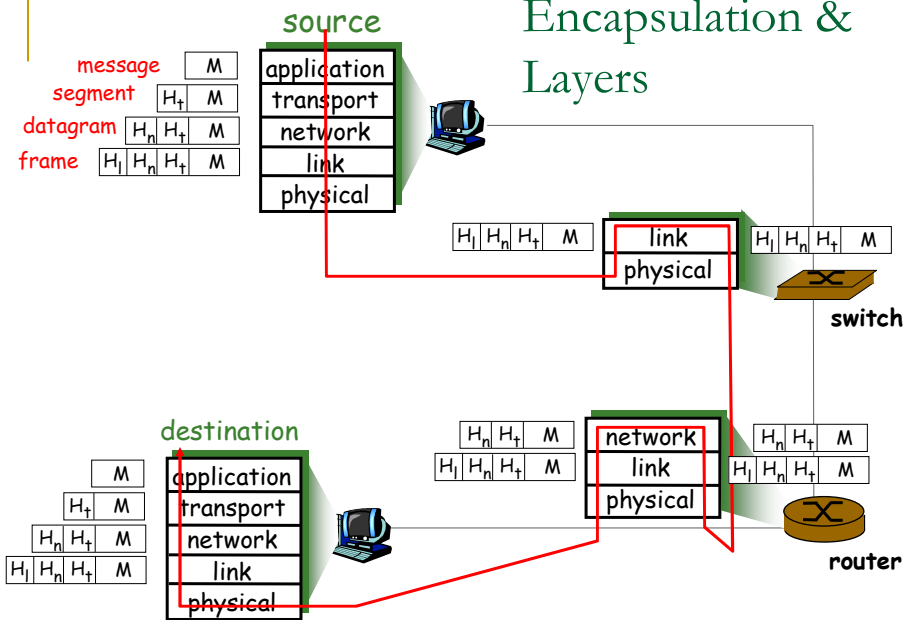 Encapsulation &
Layers
source
message M
segment Hₜ M
datagram Hₙ Hₜ M
frame Hₗ Hₙ Hₜ M
application
transport
network
link
physical
Hₗ Hₙ Hₜ M
link
physical
Hₗ Hₙ Hₜ M
switch
Hₙ Hₜ M
Hₗ Hₙ Hₜ M
network
link
physical
Hₙ Hₜ M
Hₗ Hₙ Hₜ M
router
destination
M
Hₜ M
Hₙ Hₜ M
Hₗ Hₙ Hₜ M
application
transport
network
link
physical